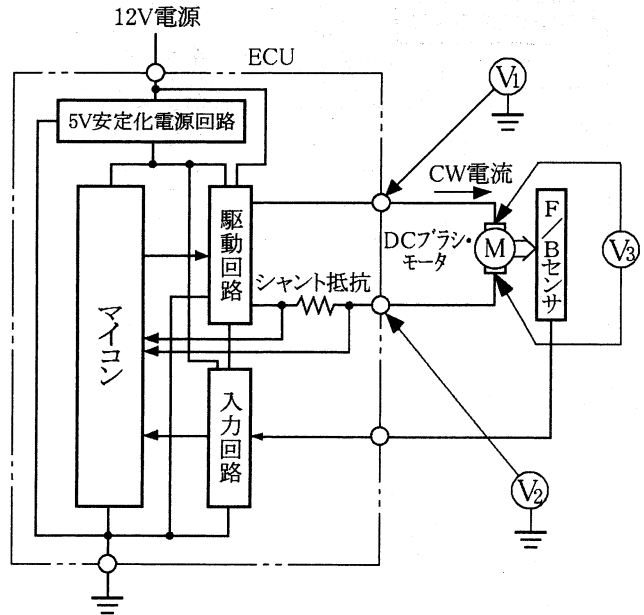 12V電源
ECU
5V安定化電源回路
V1
CW電流
駆動回路
DCブラシ・
モータ
M
F/Bセンサ
V3
シャント抵抗
マイコン
入力回路
V2